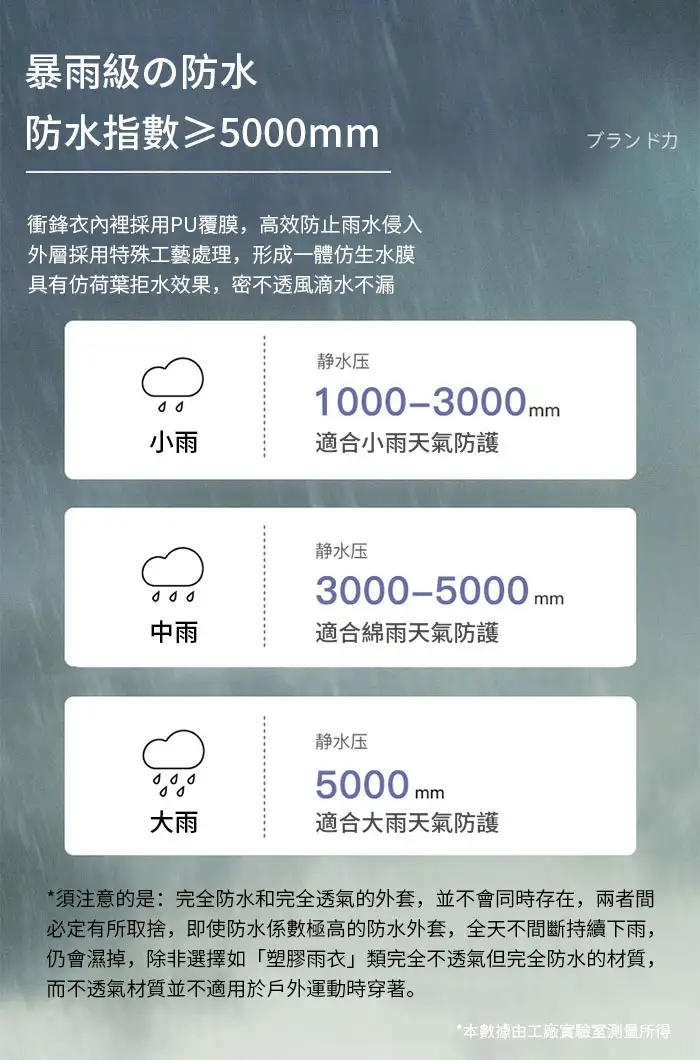 暴雨級の防水
防水指數≥5000mm
ブランド力
衝鋒衣內裡採用PU覆膜，高效防止雨水侵入
外層採用特殊工藝處理，形成一體仿生水膜
具有仿荷葉拒水效果，密不透風滴水不漏
静水压
1000–3000mm
小雨
適合小雨天氣防護
静水压
3000–5000mm
中雨
適合綿雨天氣防護
静水压
5000mm
大雨
適合大雨天氣防護
*須注意的是：完全防水和完全透氣的外套，並不會同時存在，兩者間
必定有所取捨，即使防水係數極高的防水外套，全天不間斷持續下雨，
仍會濕掉，除非選擇如「塑膠雨衣」類完全不透氣但完全防水的材質，
而不透氣材質並不適用於戶外運動時穿著。
*本數據由工廠實驗室測量所得